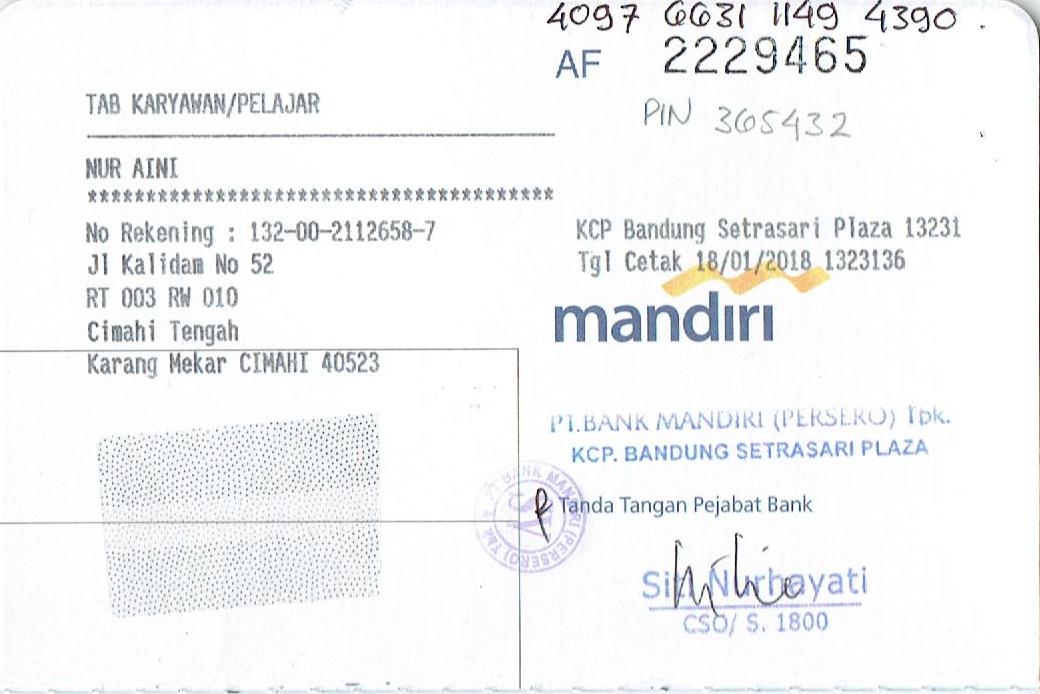 4097 6631 1149 4390 .
AF 2229465
TAB KARYAWAN/PELAJAR
PIN 365432
NUR AINI
******************************************
No Rekening : 132-00-2112658-7
Jl Kalidam No 52
RT 003 RW 010
Cimahi Tengah
Karang Mekar CIMAHI 40523
KCP Bandung Setrasari Plaza 13231
Tgl Cetak 18/01/2018 1323136
mandiri
PT.BANK MANDIRI (PERSERO) Tbk.
KCP. BANDUNG SETRASARI PLAZA
PT BANK MANDIRI (PERSERO) Tbk
Tanda Tangan Pejabat Bank
Nurhayati
CSO/ S. 1800